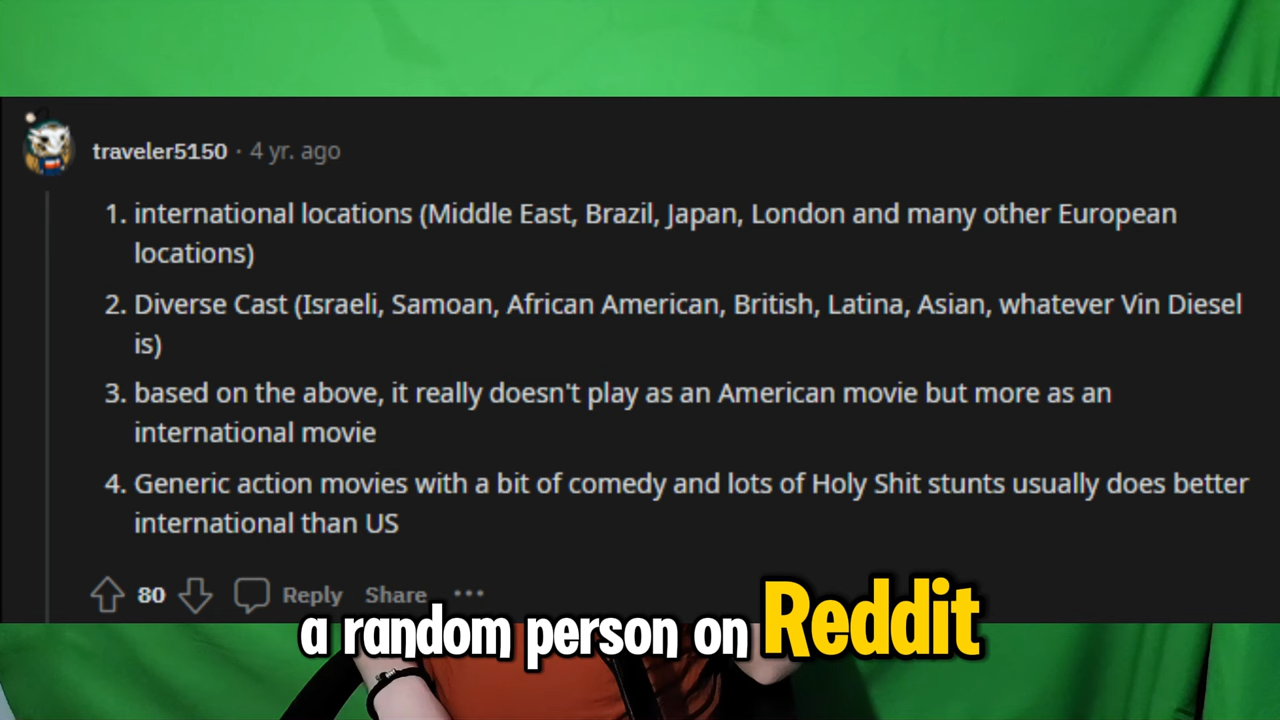 traveler5150 · 4 yr. ago
1. international locations (Middle East, Brazil, Japan, London and many other European
locations)
2. Diverse Cast (Israeli, Samoan, African American, British, Latina, Asian, whatever Vin Diesel
is)
3. based on the above, it really doesn't play as an American movie but more as an
international movie
4. Generic action movies with a bit of comedy and lots of Holy Shit stunts usually does better
international than US
80 Reply Share ...
a random person on Reddit